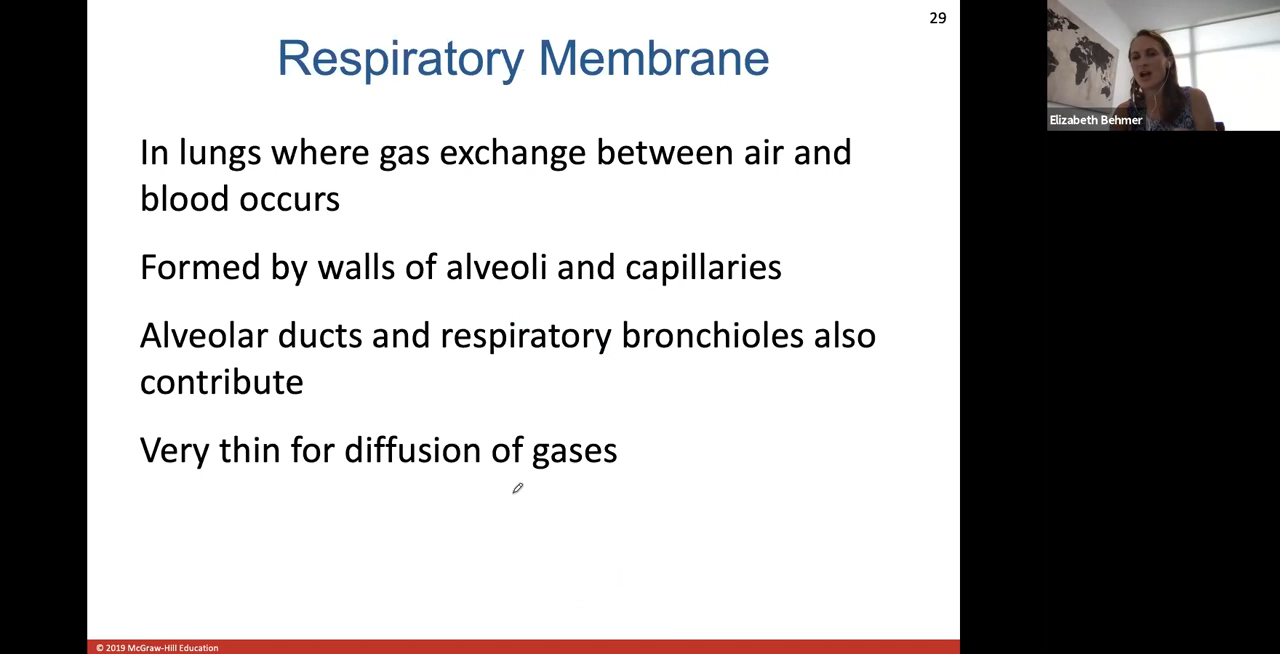 29
Respiratory Membrane
In lungs where gas exchange between air and
blood occurs
Formed by walls of alveoli and capillaries
Alveolar ducts and respiratory bronchioles also
contribute
Very thin for diffusion of gases
© 2019 McGraw-Hill Education
Elizabeth Behmer